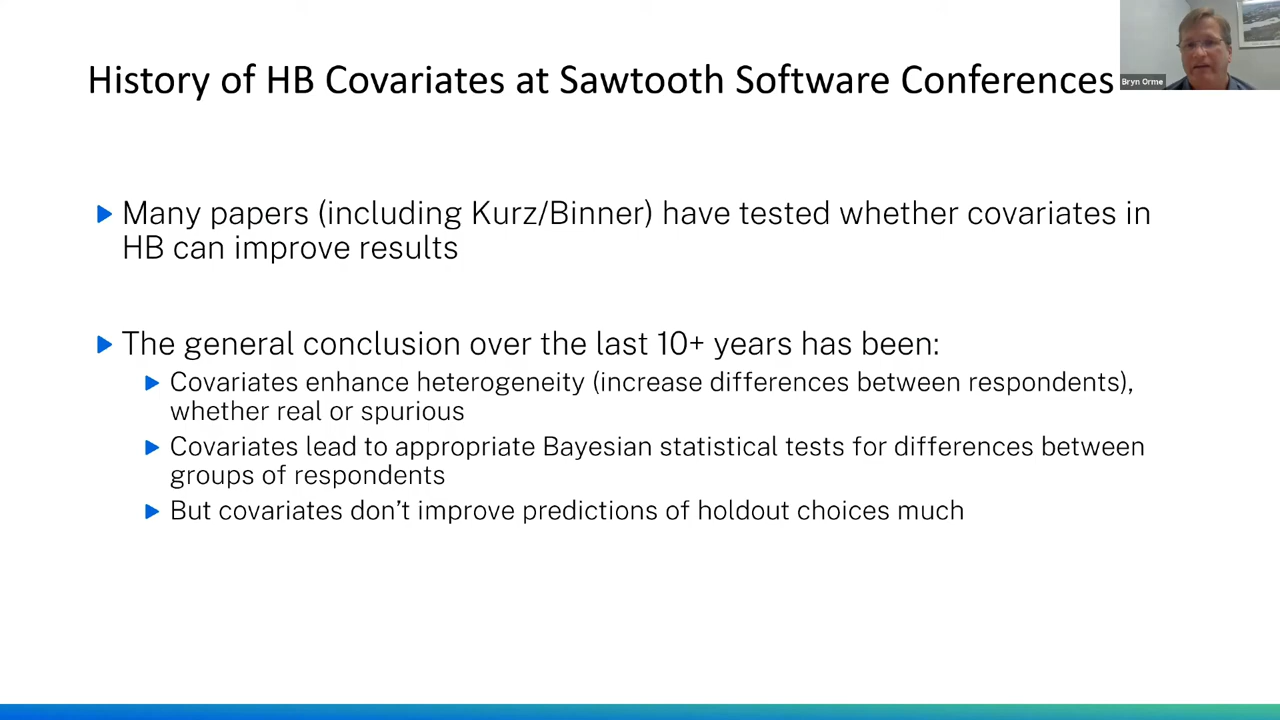 History of HB Covariates at Sawtooth Software Conferences
Bryn Orme
Many papers (including Kurz/Binner) have tested whether covariates in
HB can improve results
The general conclusion over the last 10+ years has been:
Covariates enhance heterogeneity (increase differences between respondents),
whether real or spurious
Covariates lead to appropriate Bayesian statistical tests for differences between
groups of respondents
But covariates don't improve predictions of holdout choices much